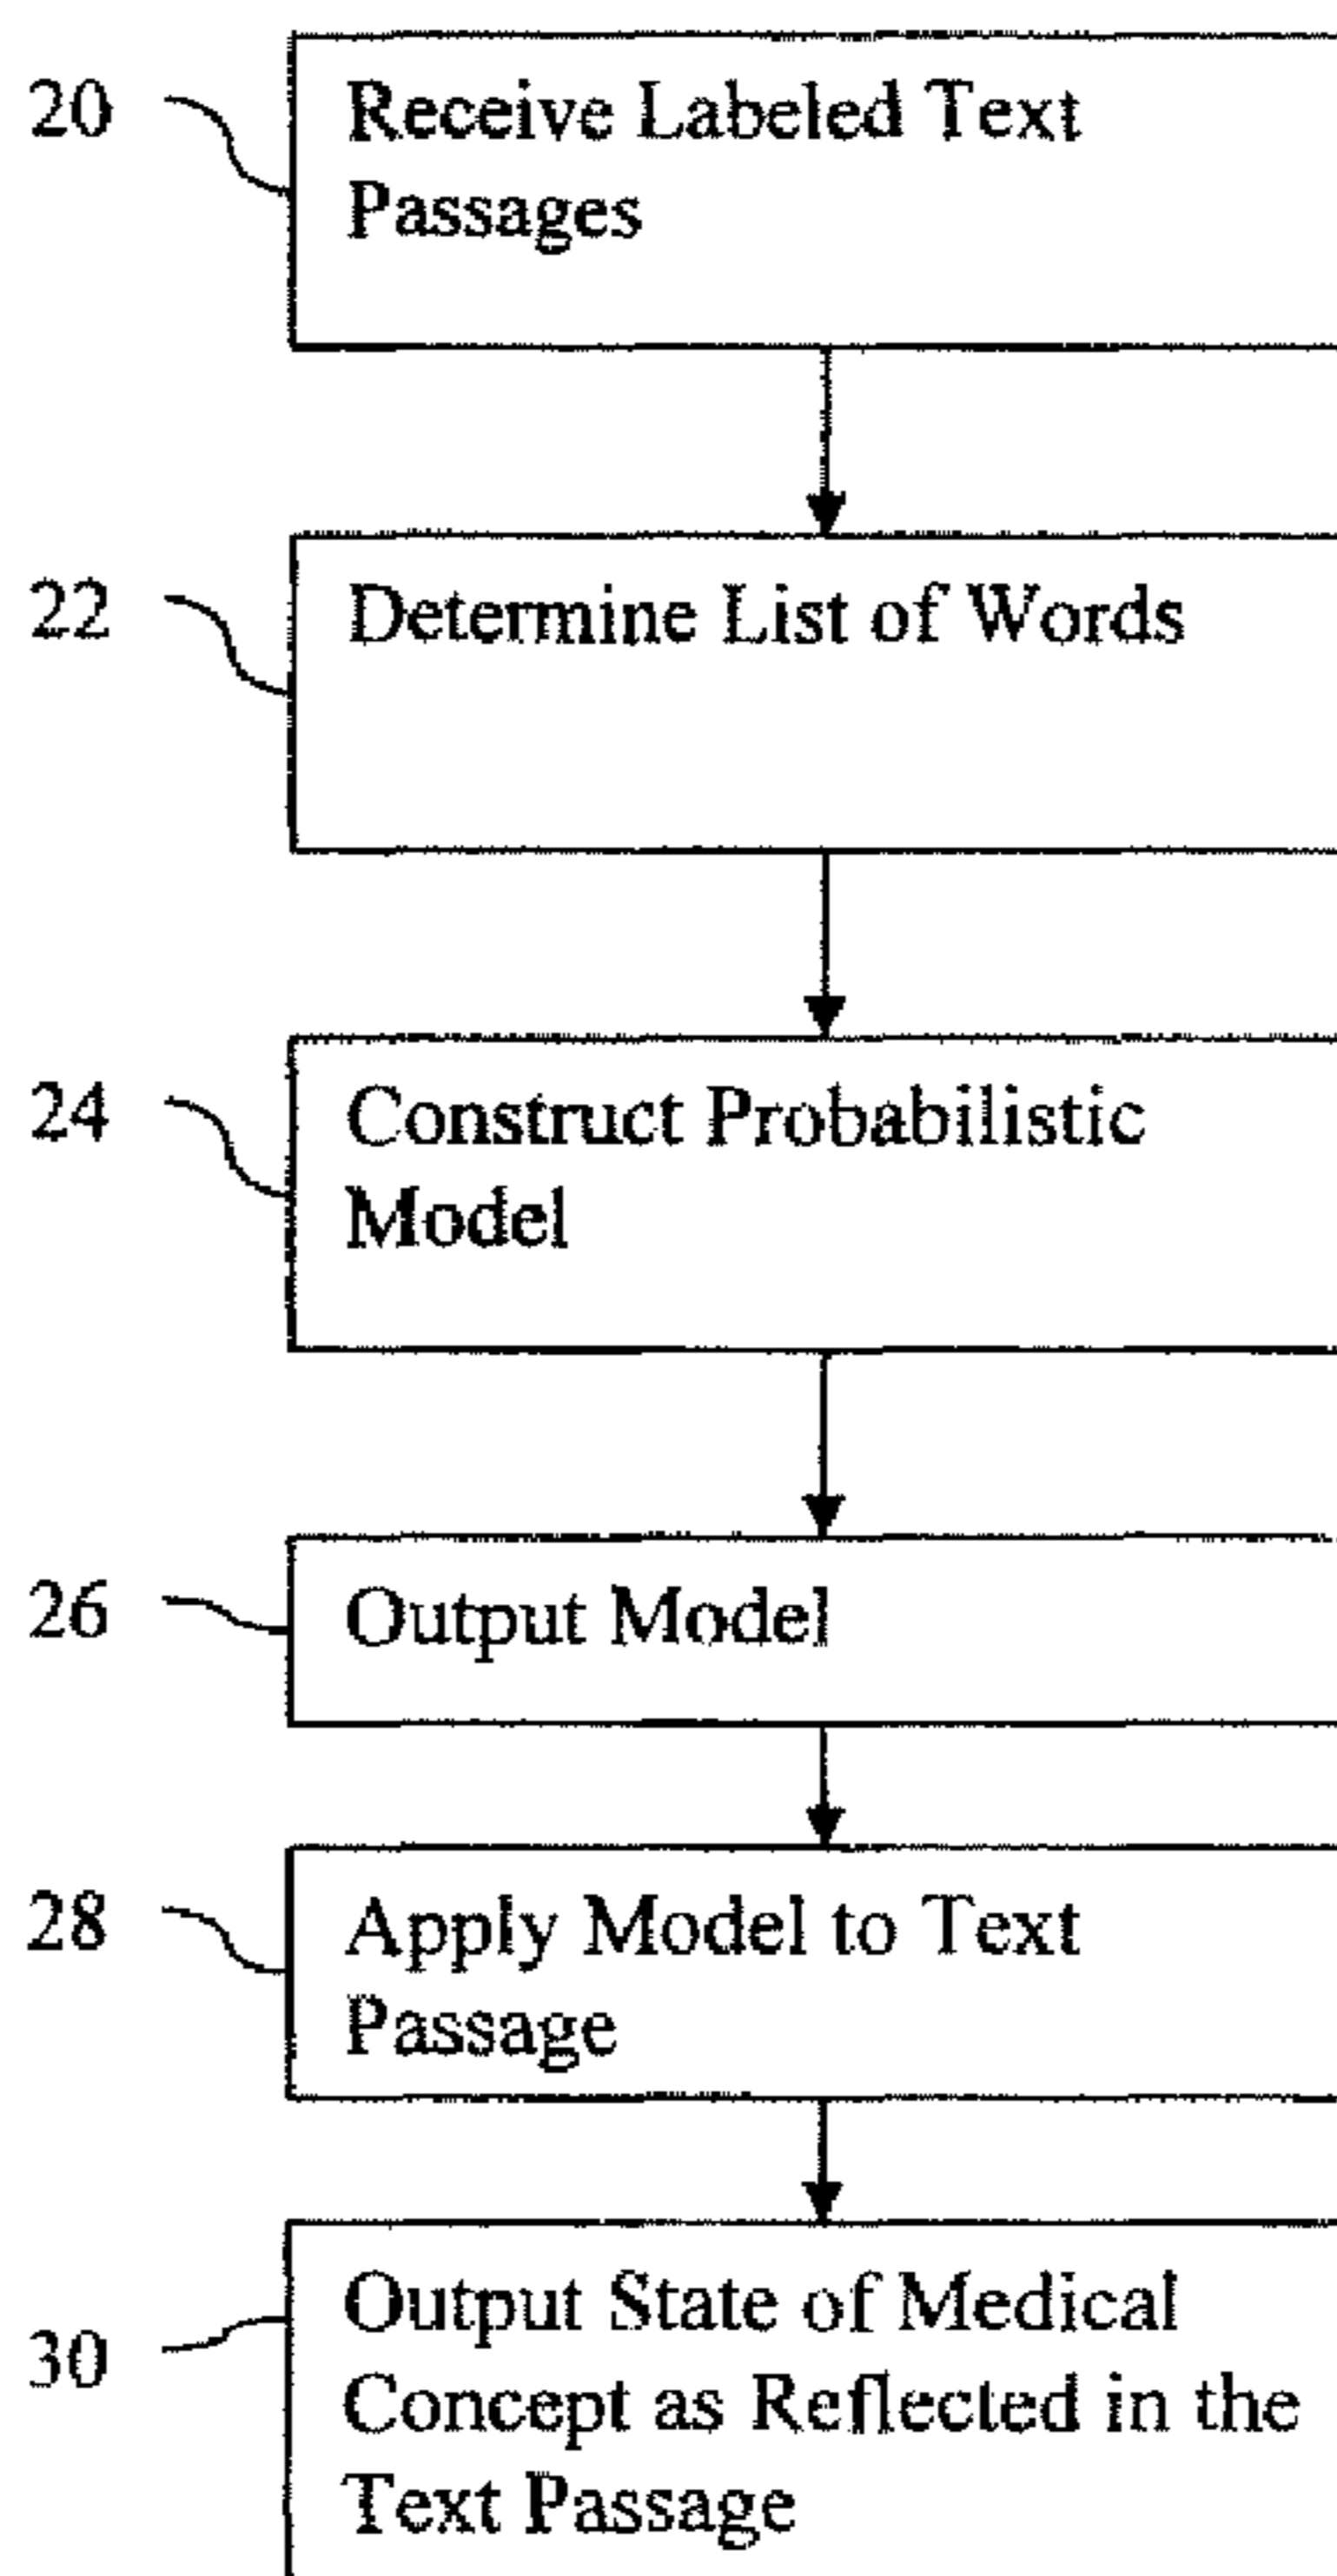 20
Receive Labeled Text
Passages
22
Determine List of Words
24
Construct Probabilistic
Model
26
Output Model
28
Apply Model to Text
Passage
30
Output State of Medical
Concept as Reflected in the
Text Passage